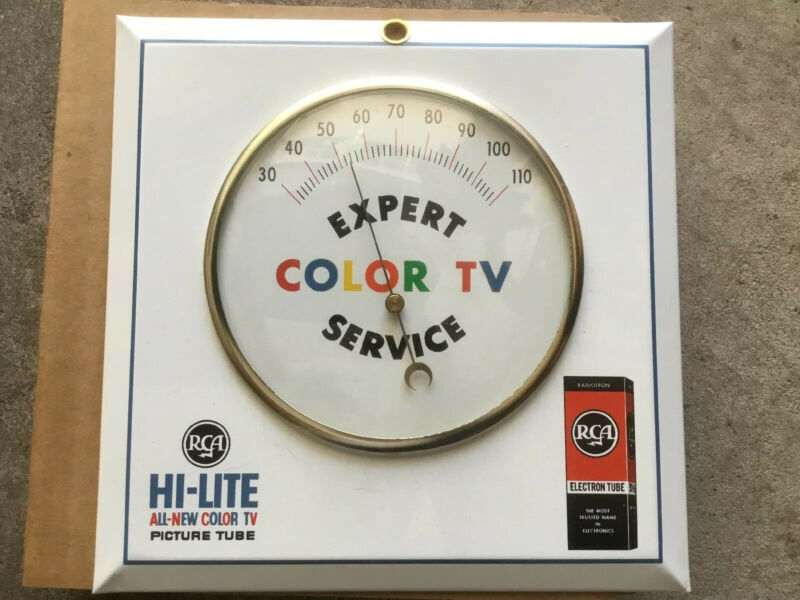 30 40 50 60 70 80 90 100 110
EXPERT
COLOR TV
SERVICE
RCA
HI-LITE
ALL-NEW COLOR TV
PICTURE TUBE
RADIOTRON
RCA
ELECTRON TUBE
THE MOST
TRUSTED NAME
IN
ELECTRONICS